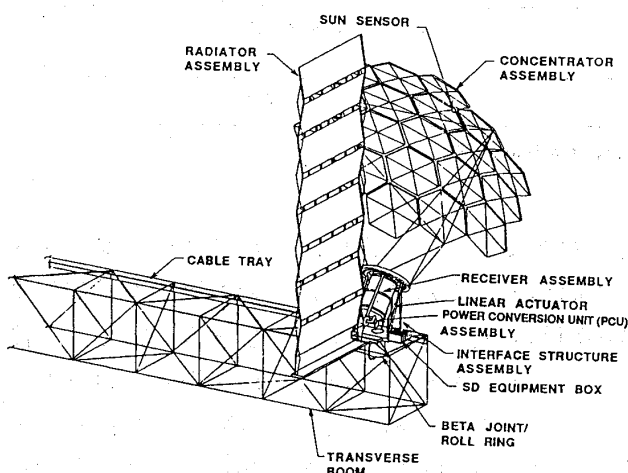 SUN SENSOR
RADIATOR
ASSEMBLY
CONCENTRATOR
ASSEMBLY
CABLE TRAY
RECEIVER ASSEMBLY
LINEAR ACTUATOR
POWER CONVERSION UNIT (PCU)
ASSEMBLY
INTERFACE STRUCTURE
ASSEMBLY
SD EQUIPMENT BOX
BETA JOINT/
ROLL RING
TRANSVERSE
BOOM